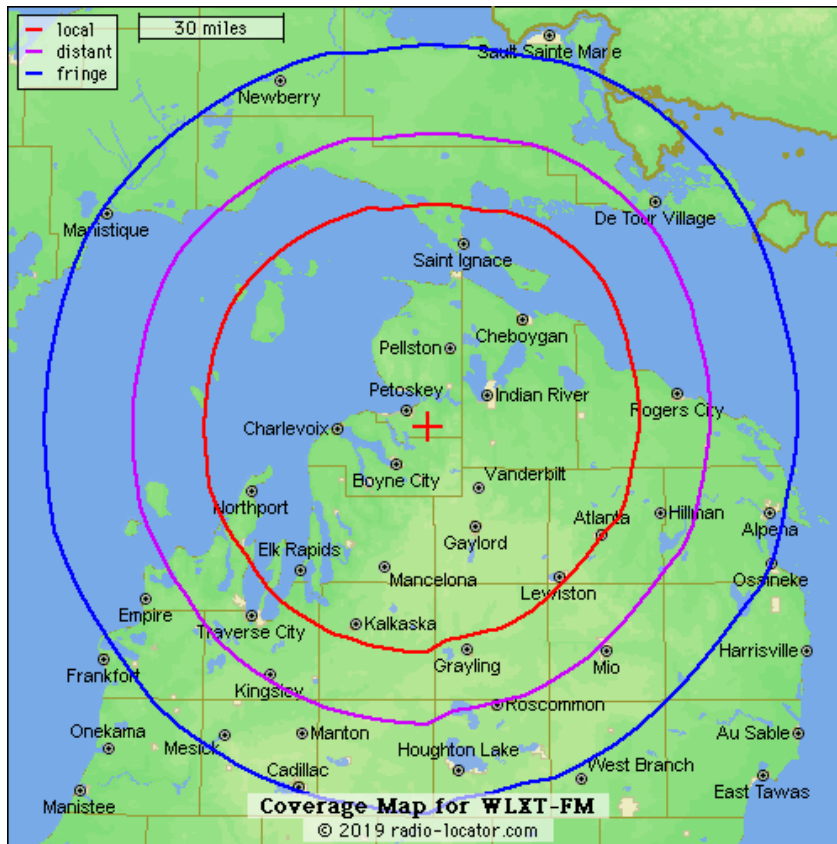 local
distant
fringe
30 miles
Sault Sainte Marie
Newberry
Manistique
De Tour Village
Saint Ignace
Cheboygan
Pellston
Petoskey
Indian River
Rogers City
Charlevoix
Boyne City
Vanderbilt
Northport
Atlanta
Hillman
Alpena
Gaylord
Elk Rapids
Mancelona
Lewiston
Ossineke
Empire
Traverse City
Kalkaska
Grayling
Mio
Harrisville
Frankfort
Kingsley
Roscommon
Onekama
Mesick
Manton
Au Sable
Houghton Lake
Cadillac
West Branch
Manistee
East Tawas
Coverage Map for WLXT-FM
© 2019 radio-locator.com